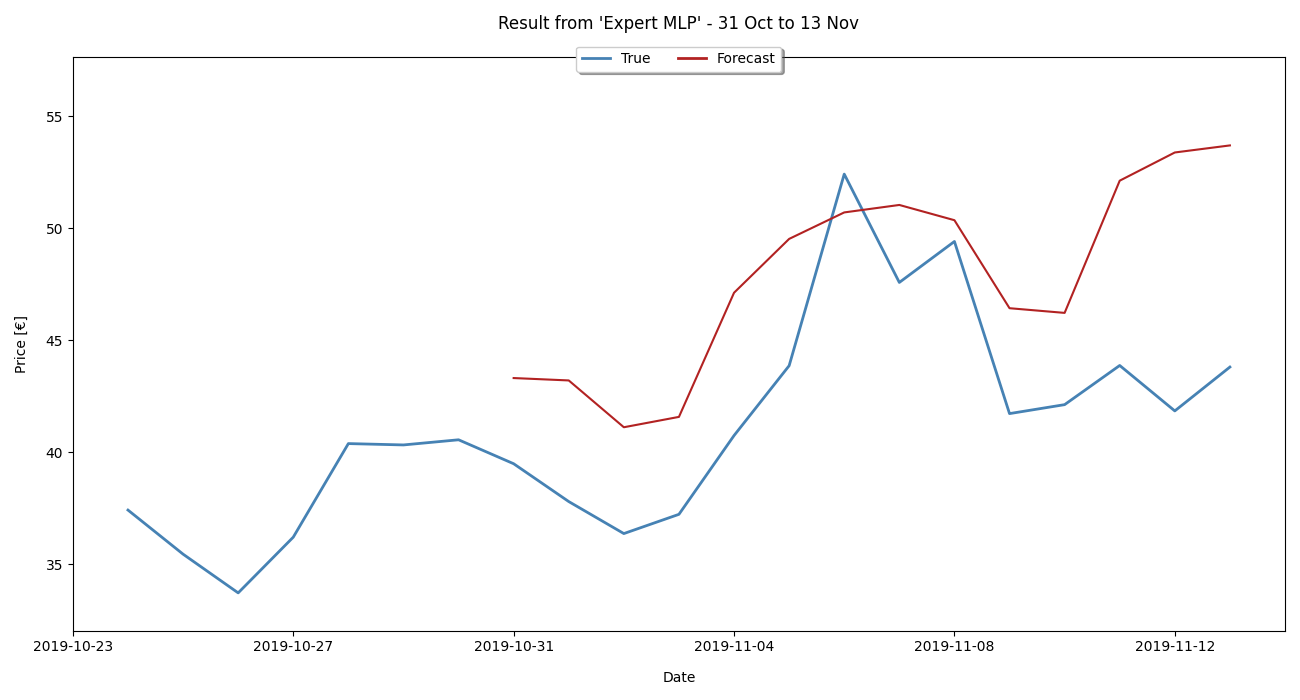 Result from 'Expert MLP' - 31 Oct to 13 Nov
True Forecast
55
50
45
40
35
Price [€]
2019-10-23 2019-10-27 2019-10-31 2019-11-04 2019-11-08 2019-11-12
Date